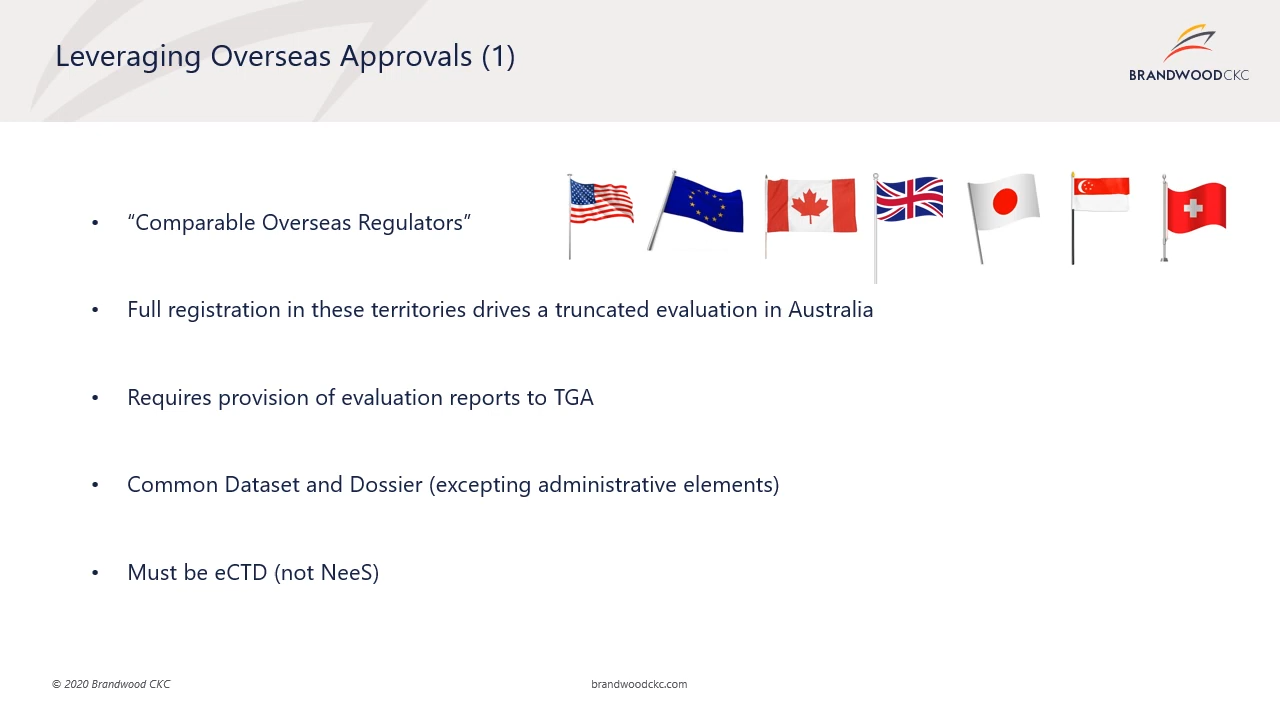 Leveraging Overseas Approvals (1)
BRANDWOODCKC
• “Comparable Overseas Regulators”
• Full registration in these territories drives a truncated evaluation in Australia
• Requires provision of evaluation reports to TGA
• Common Dataset and Dossier (excepting administrative elements)
• Must be eCTD (not NeeS)
© 2020 Brandwood CKC
brandwoodckc.com